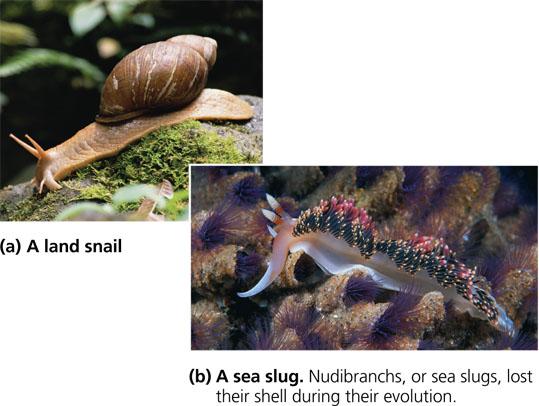 (a) A land snail
(b) A sea slug. Nudibranchs, or sea slugs, lost
their shell during their evolution.